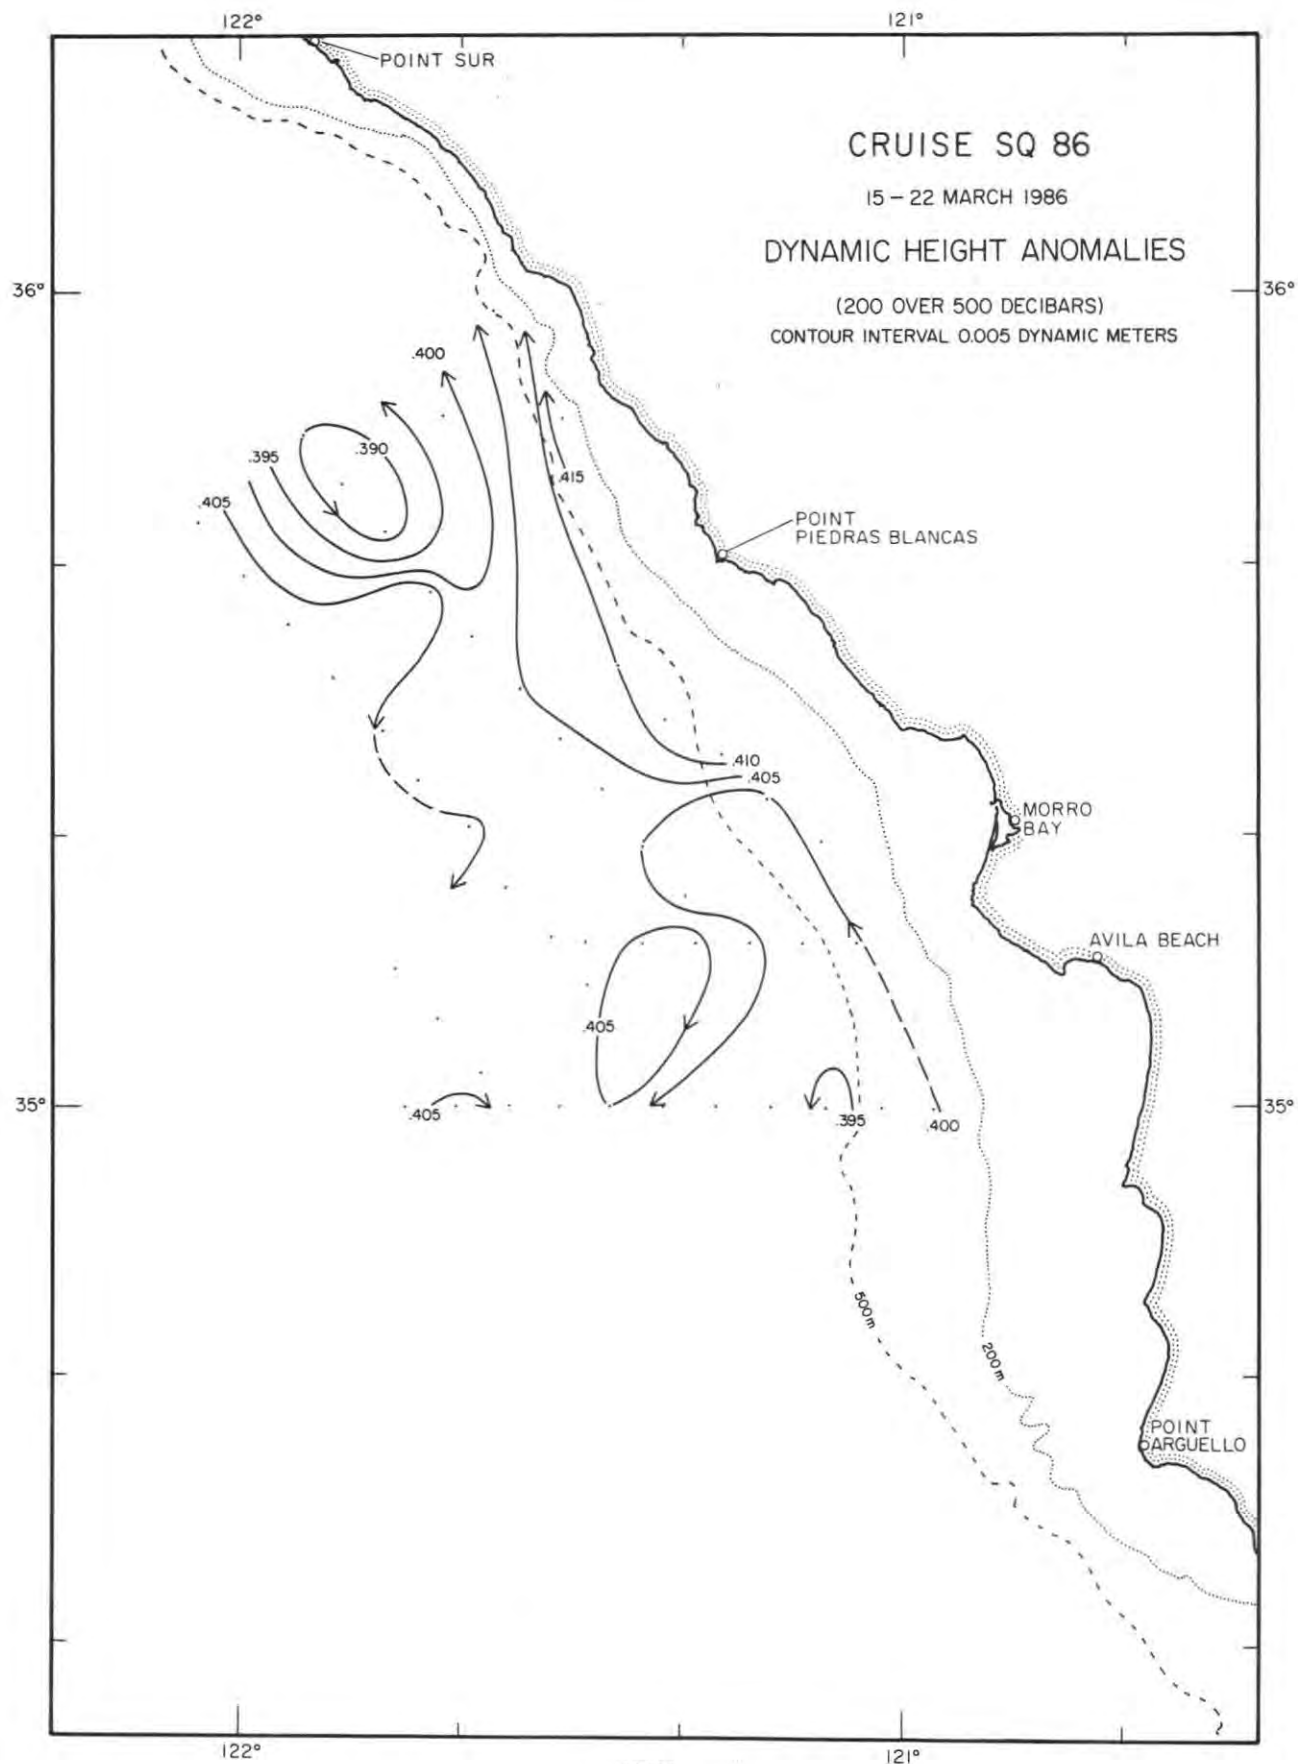 122°
121°
POINT SUR
CRUISE SQ 86
15 – 22 MARCH 1986
DYNAMIC HEIGHT ANOMALIES
(200 OVER 500 DECIBARS)
CONTOUR INTERVAL 0.005 DYNAMIC METERS
36°
36°
.400
.390
.395
.405
.415
POINT
PIEDRAS BLANCAS
.410
.405
MORRO
BAY
AVILA BEACH
.405
35°
35°
.405
.395
.400
500m
200m
POINT
ARGUELLO
122°
121°